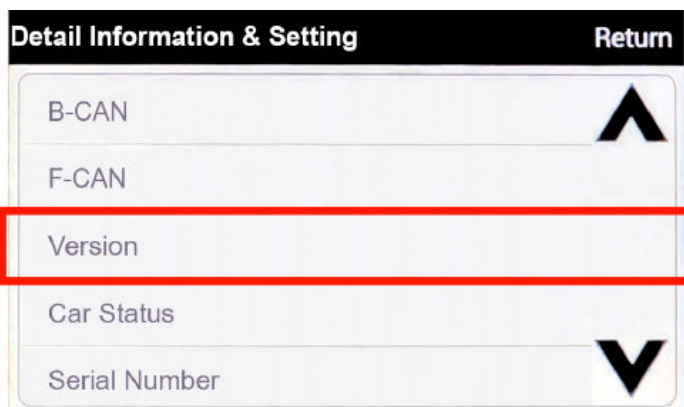 Detail Information & Setting Return
B-CAN
F-CAN
Version
Car Status
Serial Number